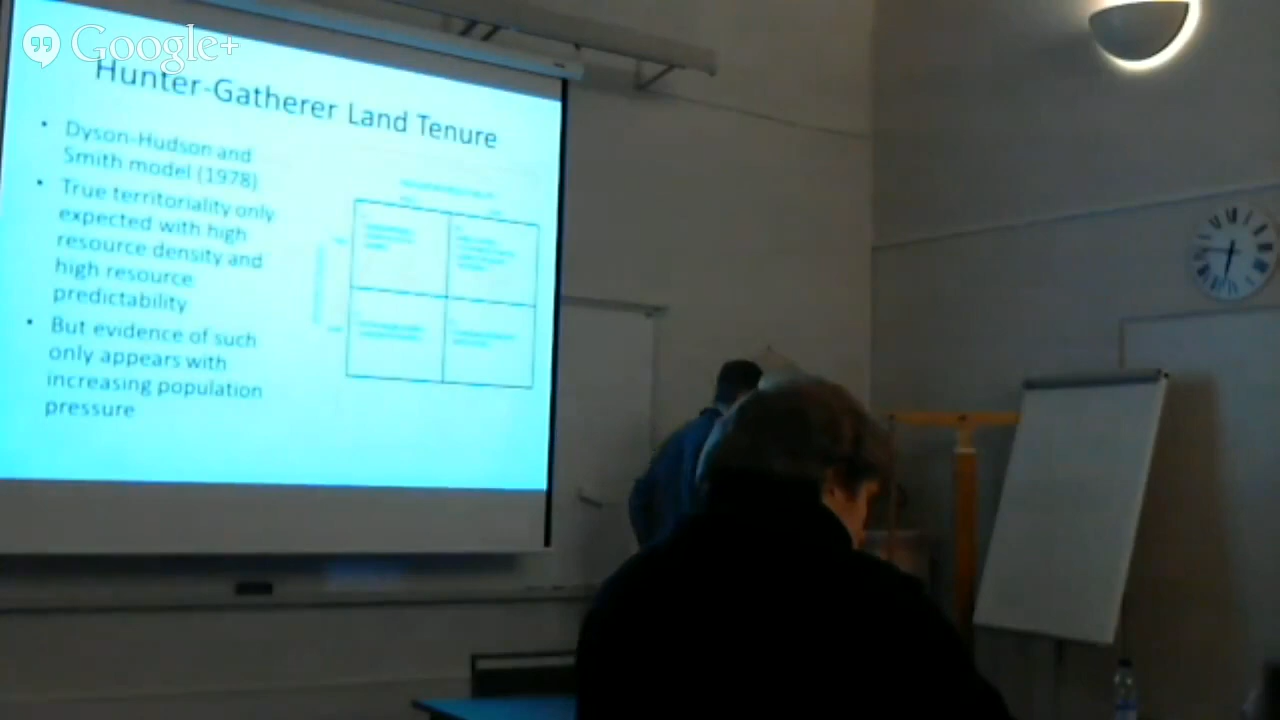 Google+
Hunter-Gatherer Land Tenure
• Dyson-Hudson and
Smith model (1978)
• True territoriality only
expected with high
resource density and
high resource
predictability
• But evidence of such
only appears with
increasing population
pressure